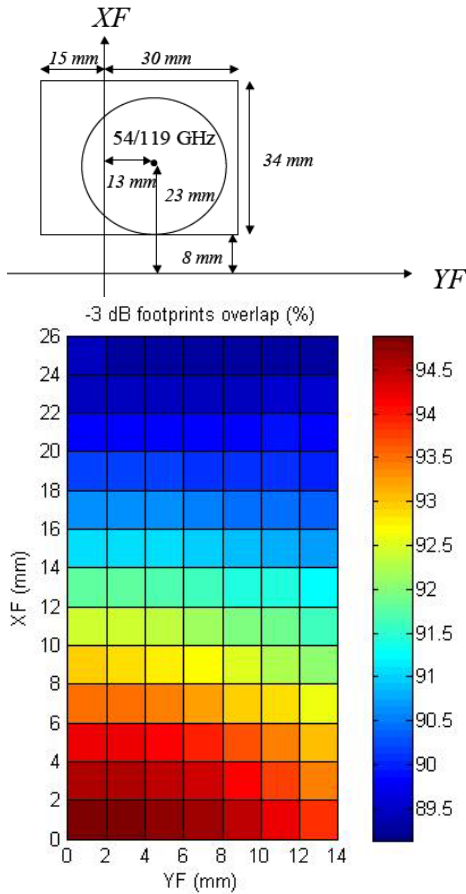 XF
15 mm
30 mm
54/119 GHz
13 mm
34 mm
23 mm
8 mm
YF
-3 dB footprints overlap (%)
26
24
22
20
18
16
14
12
10
8
6
4
2
0
XF (mm)
0 2 4 6 8 10 12 14
YF (mm)
94.5
94
93.5
93
92.5
92
91.5
91
90.5
90
89.5